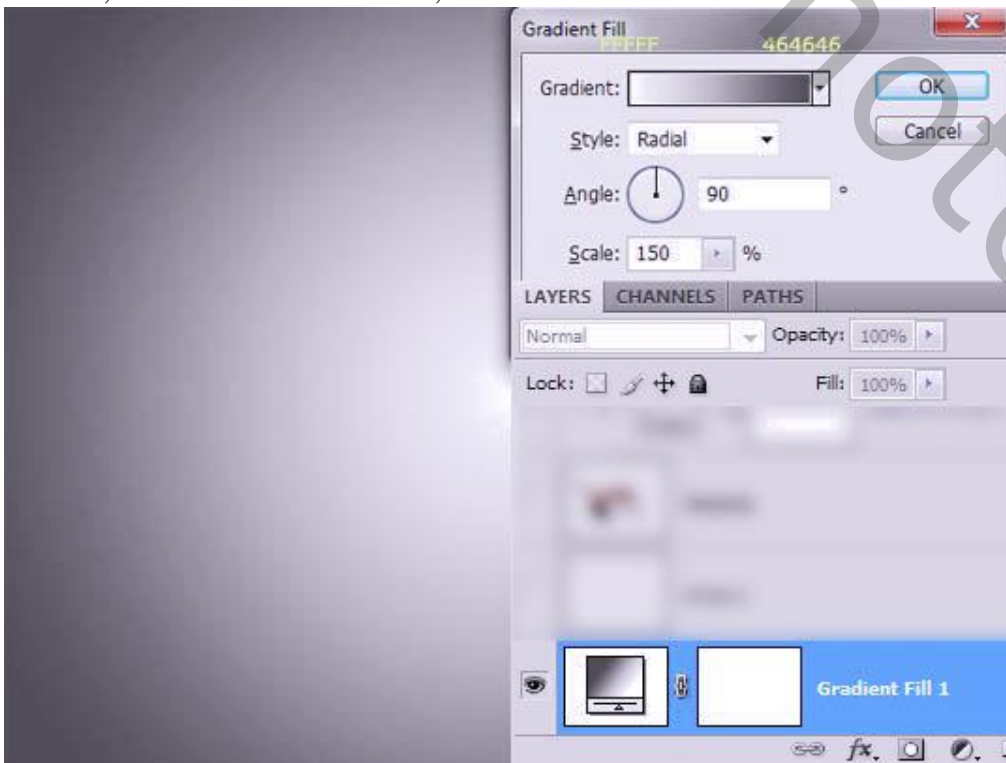 Gradient Fill
FFFFF 464646
Gradient:
OK
Style: Radial
Cancel
Angle: 90 °
Scale: 150 %
LAYERS CHANNELS PATHS
Normal Opacity: 100%
Lock: Fill: 100%
Gradient Fill 1
fx.